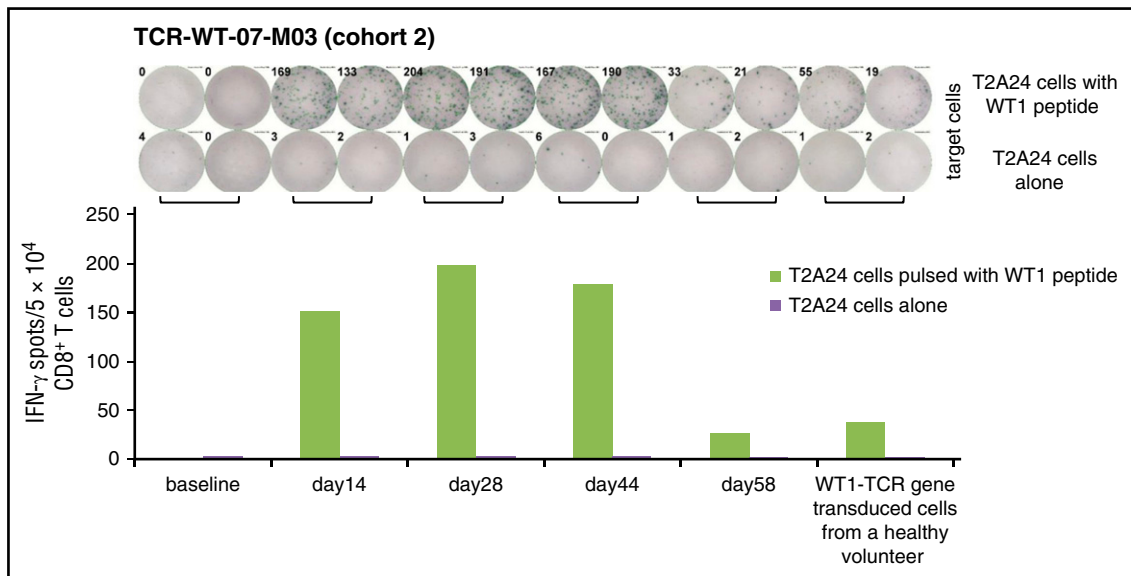 TCR-WT-07-M03 (cohort 2)
0 0 169 133 204 191 167 190 33 21 55 19
T2A24 cells with
WT1 peptide
4 0 3 2 1 3 6 0 1 2 1 2
T2A24 cells
alone
target cells
250
200
150
100
50
0
IFN-γ spots/5 × 10⁴
CD8⁺ T cells
T2A24 cells pulsed with WT1 peptide
T2A24 cells alone
baseline
day14
day28
day44
day58
WT1-TCR gene
transduced cells
from a healthy
volunteer